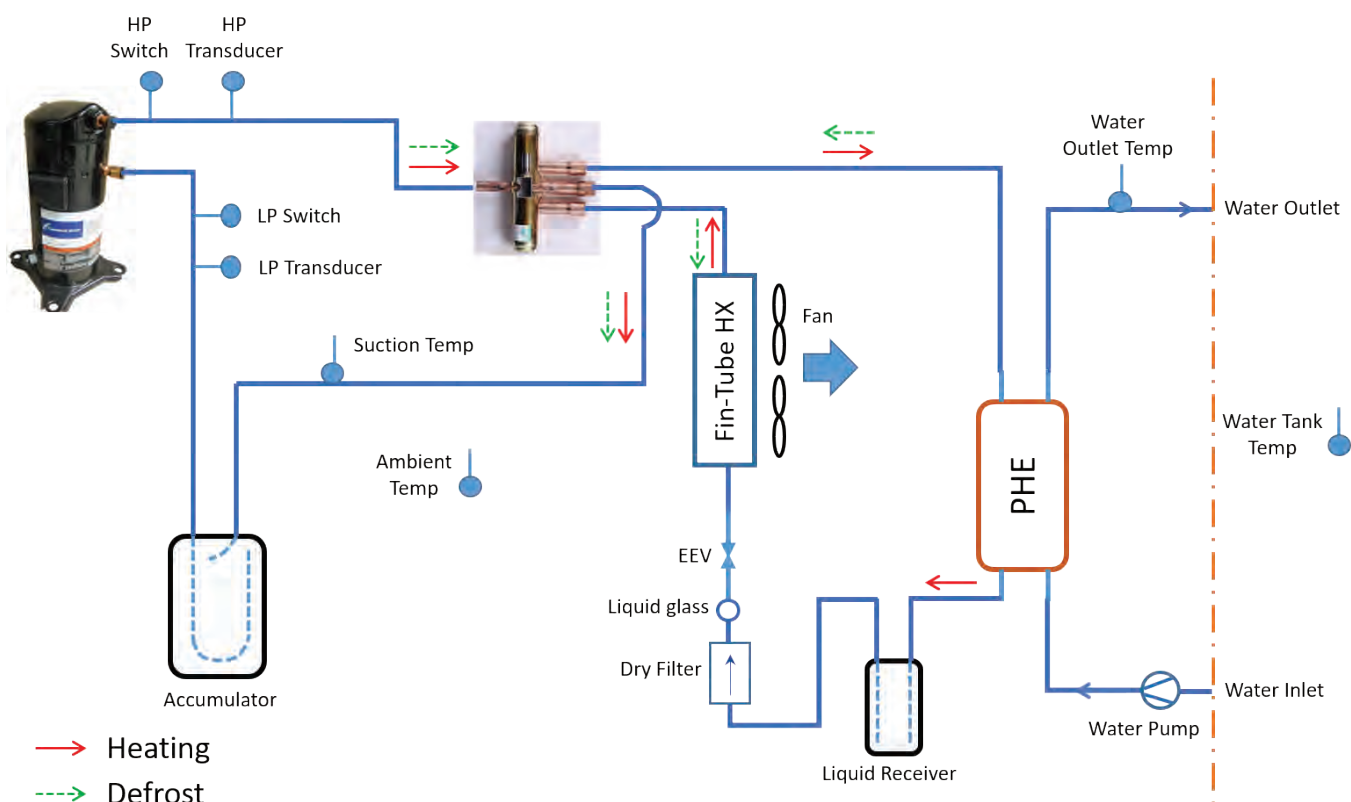 HP
Switch
HP
Transducer
LP Switch
LP Transducer
Suction Temp
Ambient
Temp
Accumulator
Heating
Defrost
Fin-Tube HX
Fan
EEV
Liquid glass
Dry Filter
Liquid Receiver
PHE
Water
Outlet Temp
Water Outlet
Water Tank
Temp
Water Inlet
Water Pump